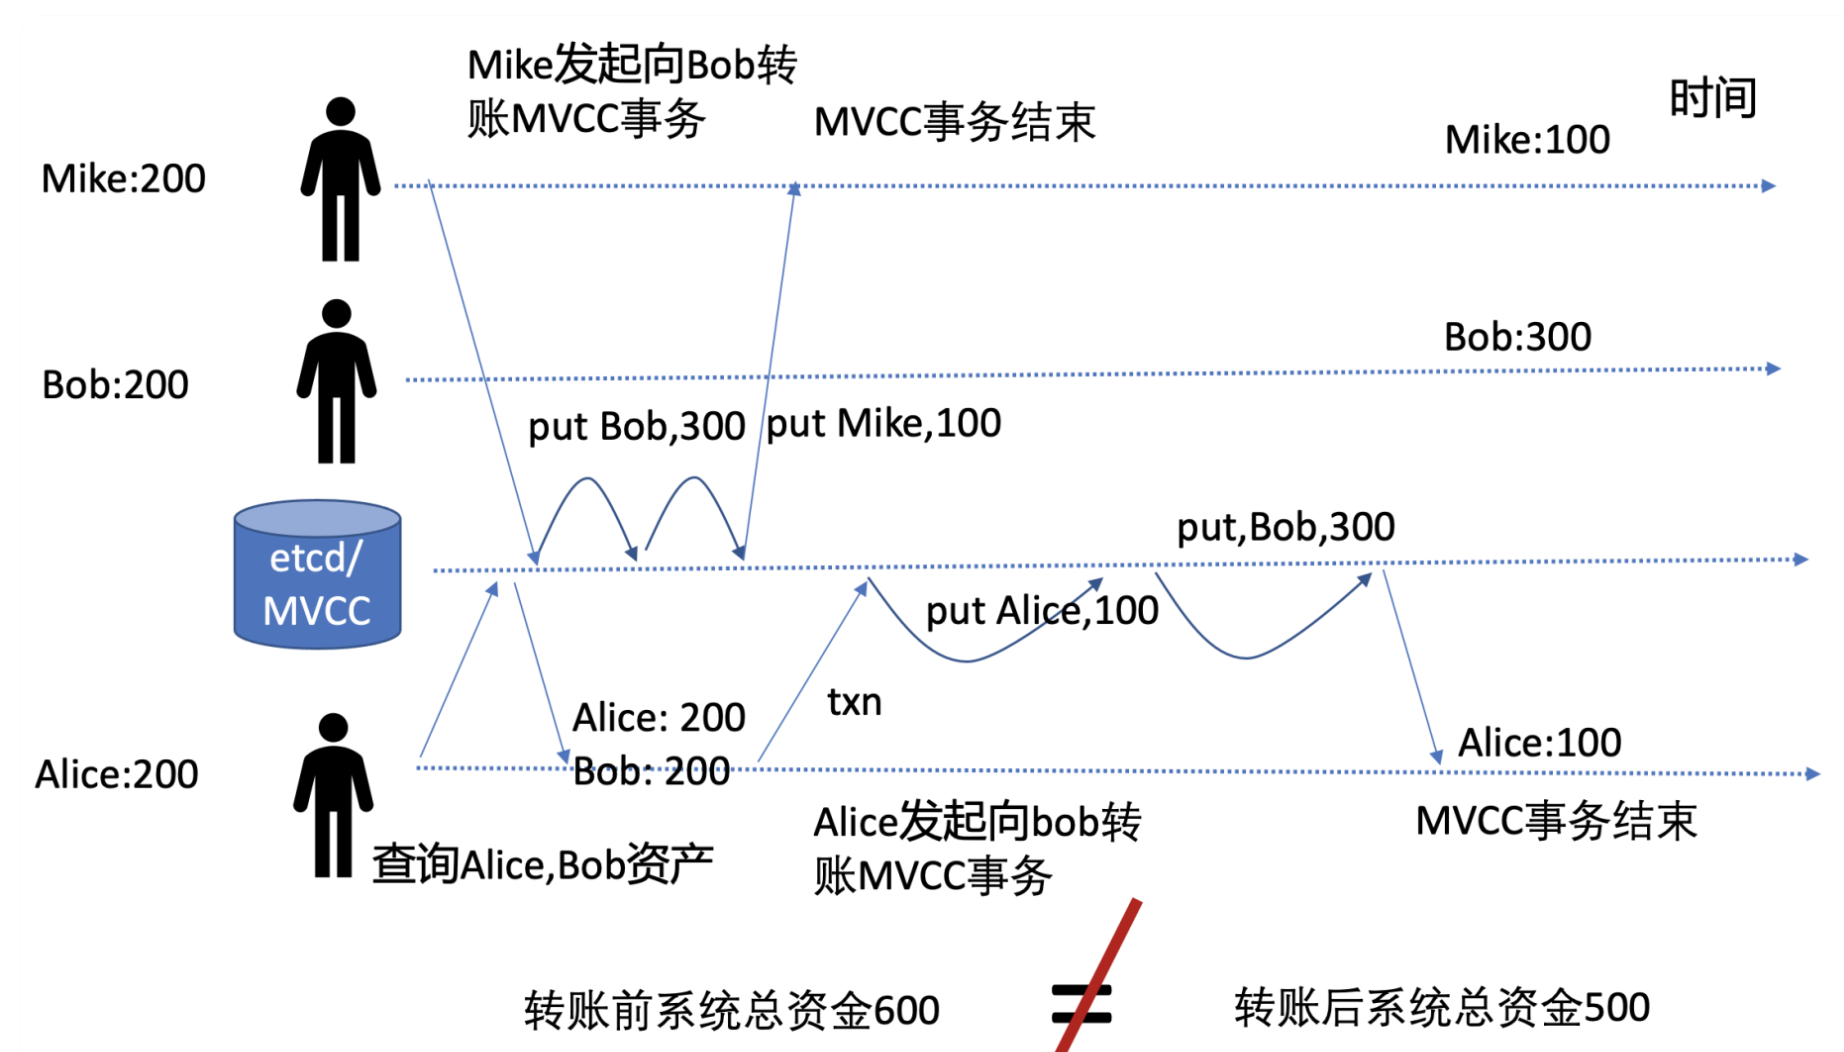 Mike发起向Bob转
账MVCC事务
MVCC事务结束
时间
Mike:200
Mike:100
Bob:200
Bob:300
put Bob,300
put Mike,100
etcd/
MVCC
put,Bob,300
put Alice,100
txn
Alice: 200
Bob: 200
Alice:200
Alice:100
查询Alice,Bob资产
Alice发起向bob转
账MVCC事务
MVCC事务结束
转账前系统总资金600
=
转账后系统总资金500